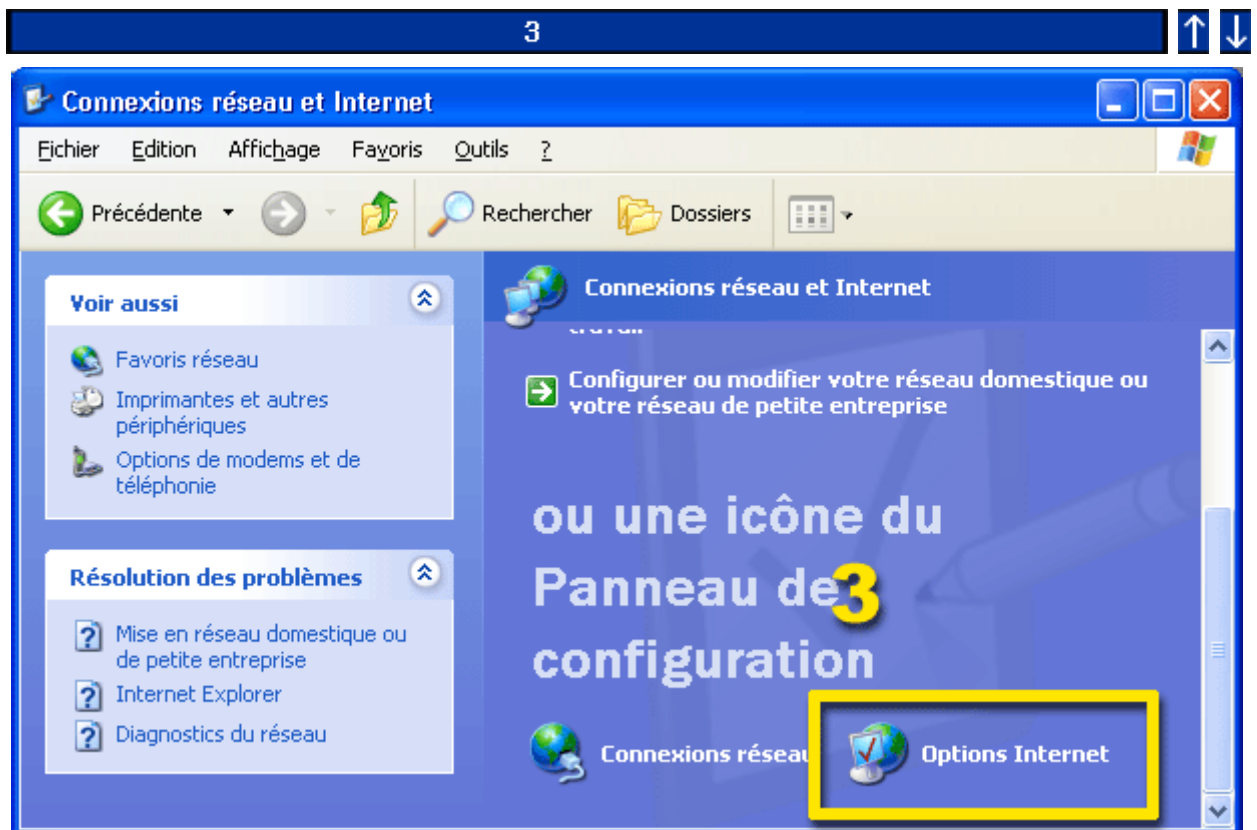 3
↑ ↓
Connexions réseau et Internet
Fichier Edition Affichage Favoris Outils ?
Précédente Rechercher Dossiers
Voir aussi
Favoris réseau
Imprimantes et autres
périphériques
Options de modems et de
téléphonie
Résolution des problèmes
Mise en réseau domestique ou
de petite entreprise
Internet Explorer
Diagnostics du réseau
Connexions réseau et Internet
travail
Configurer ou modifier votre réseau domestique ou
votre réseau de petite entreprise
ou une icône du
Panneau de
3
configuration
Connexions réseau
Options Internet